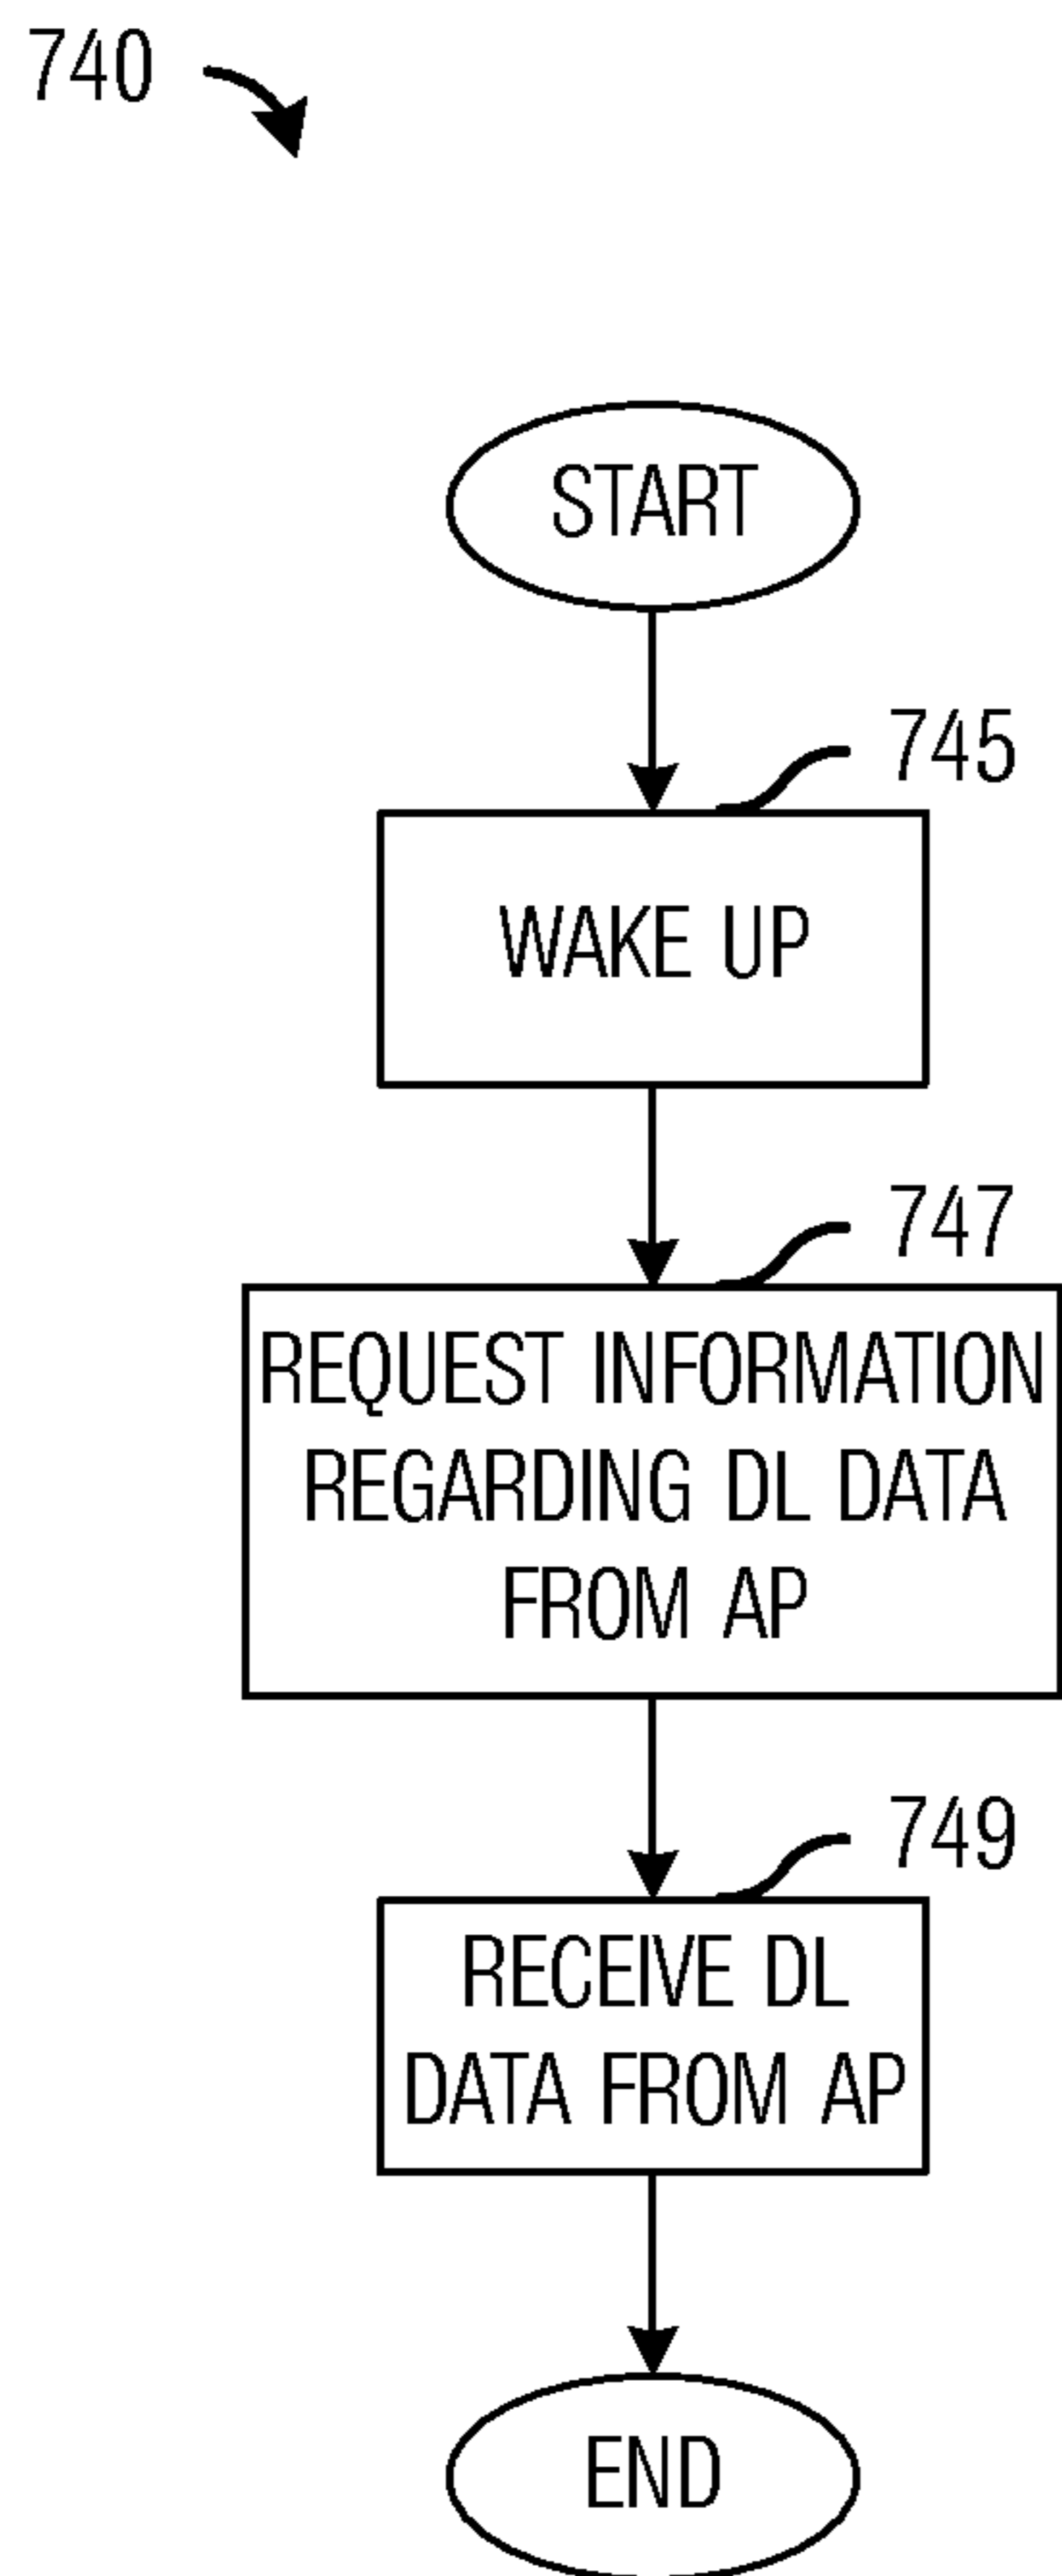 740
START
745
WAKE UP
747
REQUEST INFORMATION
REGARDING DL DATA
FROM AP
749
RECEIVE DL
DATA FROM AP
END